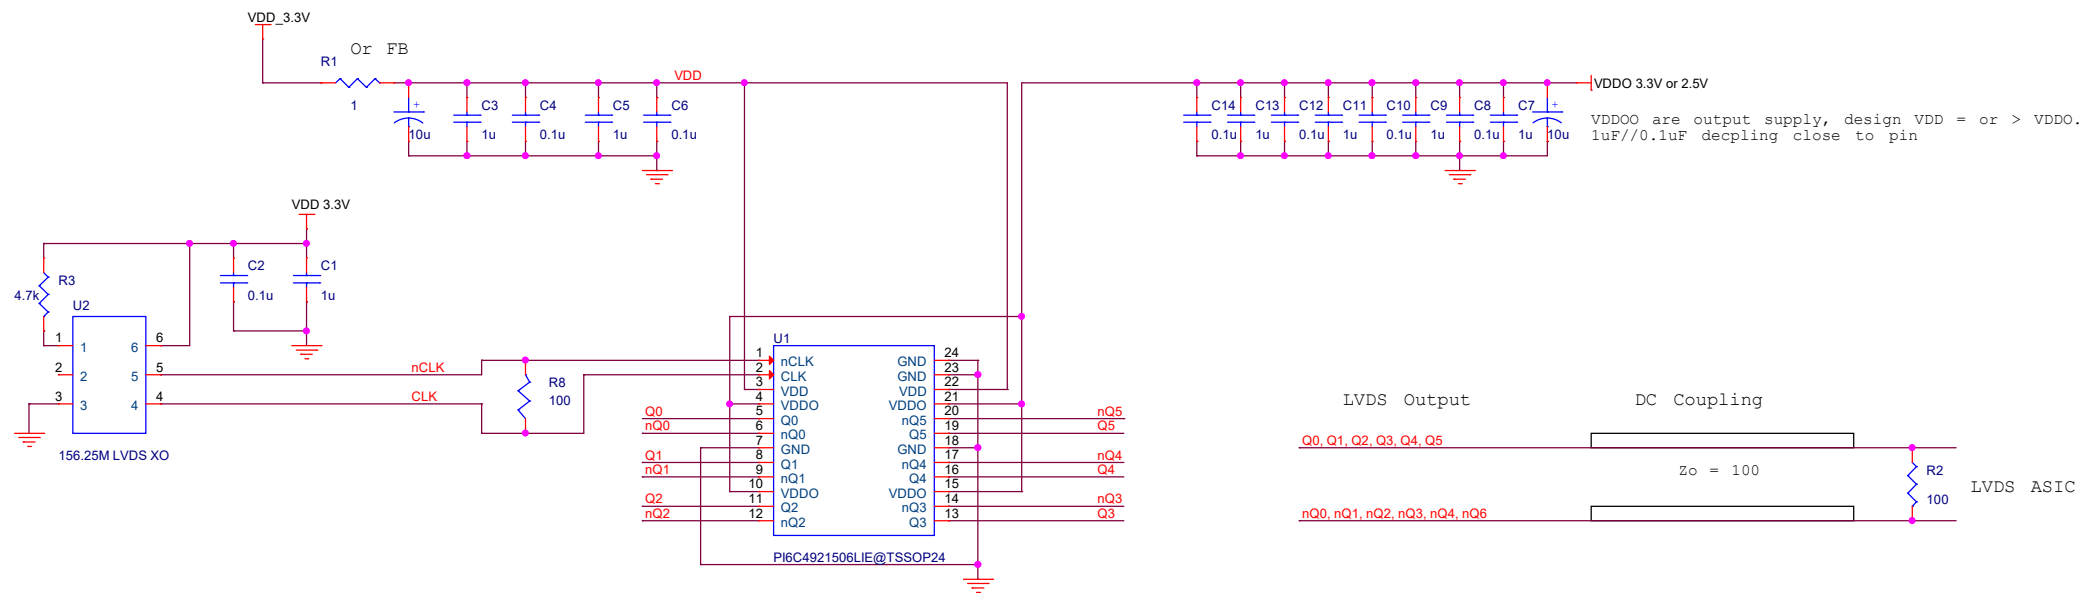 VDD_3.3V
Or FB
R1
1
VDD
10u
C3
1u
C4
0.1u
C5
1u
C6
0.1u
C14
0.1u
C13
1u
C12
0.1u
C11
1u
C10
0.1u
C9
1u
C8
0.1u
C7
1u
10u
VDDO 3.3V or 2.5V
VDDOO are output supply, design VDD = or > VDDO.
1uF//0.1uF decpling close to pin
VDD 3.3V
R3
4.7k
C2
0.1u
C1
1u
U2
1 1 6 6
2 2 5 5
3 3 4 4
156.25M LVDS XO
nCLK
CLK
R8
100
U1
1 nCLK GND 24
2 CLK GND 23
3 VDD VDD 22
4 VDDO VDDO 21
Q0 5 Q0 nQ5 20 nQ5
nQ0 6 nQ0 Q5 19 Q5
7 GND GND 18
Q1 8 Q1 nQ4 17 nQ4
nQ1 9 nQ1 Q4 16 Q4
10 VDDO VDDO 15
Q2 11 Q2 nQ3 14 nQ3
nQ2 12 nQ2 Q3 13 Q3
PI6C4921506LIE@TSSOP24
LVDS Output
DC Coupling
Q0, Q1, Q2, Q3, Q4, Q5
Zo = 100
nQ0, nQ1, nQ2, nQ3, nQ4, nQ6
R2
100
LVDS ASIC